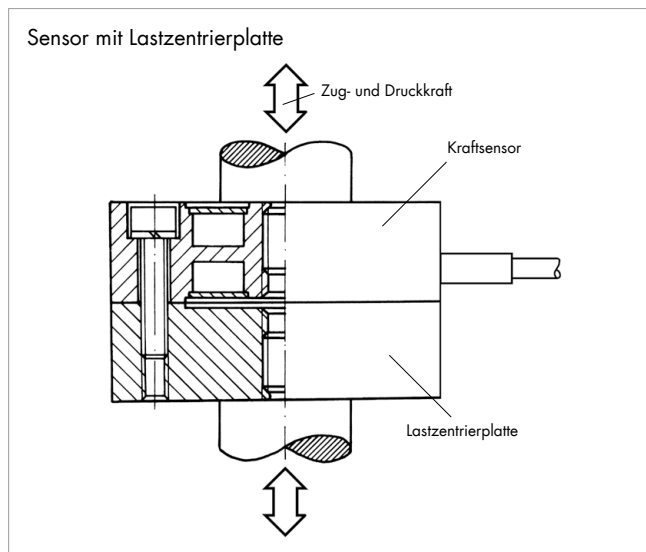 Sensor mit Lastzentrierplatte
Zug- und Druckkraft
Kraftsensor
Lastzentrierplatte